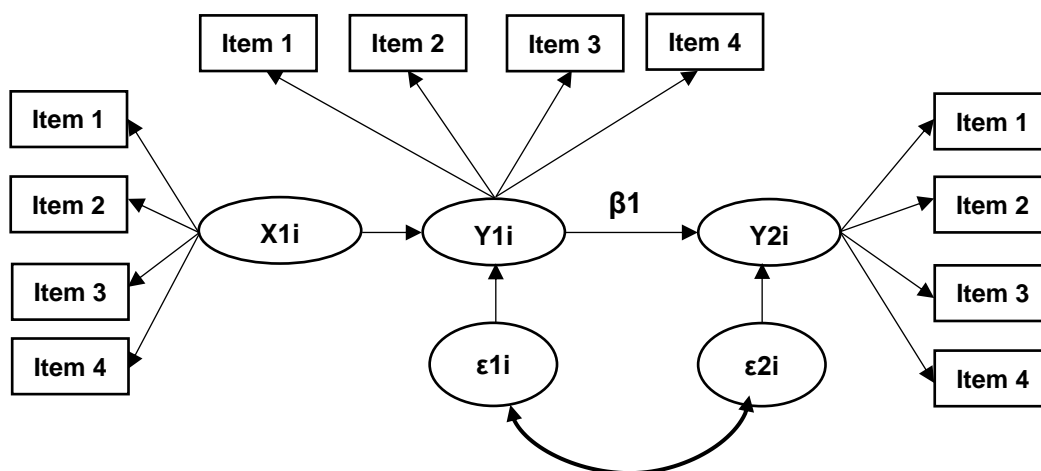 Item 1
Item 2
Item 3
Item 4
Item 1
Item 2
Item 3
Item 4
X1i
Y1i
β1
Y2i
ε1i
ε2i
Item 1
Item 2
Item 3
Item 4